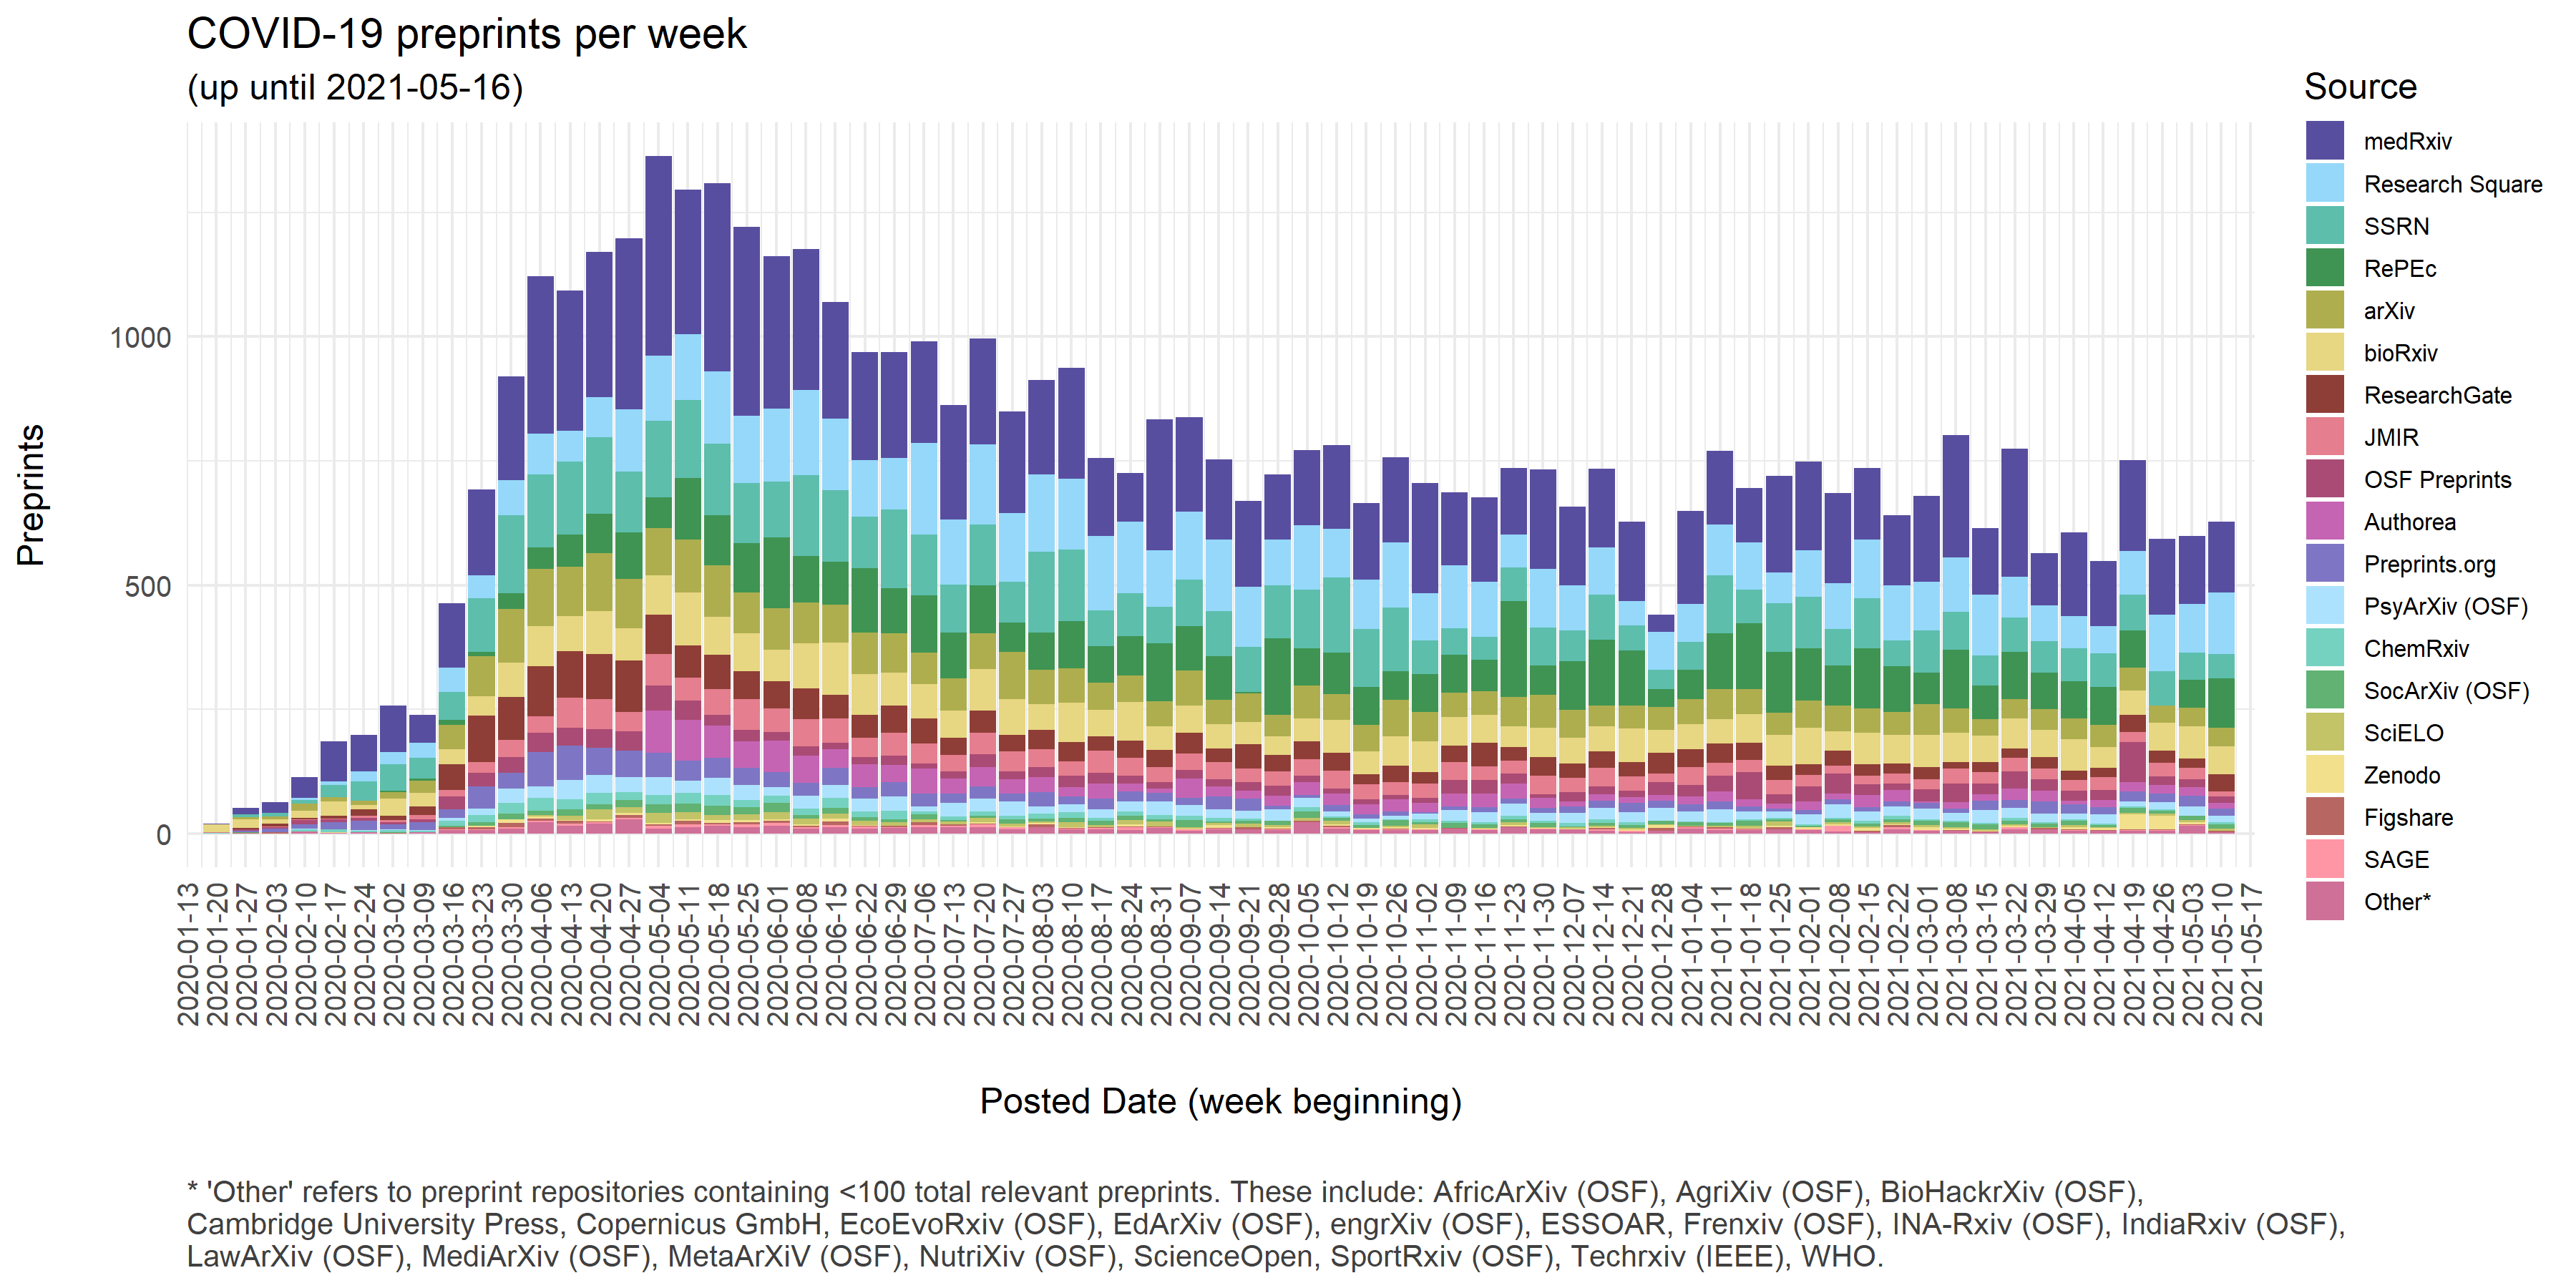 COVID-19 preprints per week
(up until 2021-05-16)
Source
medRxiv
Research Square
SSRN
RePEc
arXiv
bioRxiv
ResearchGate
JMIR
OSF Preprints
Authorea
Preprints.org
PsyArXiv (OSF)
ChemRxiv
SocArXiv (OSF)
SciELO
Zenodo
Figshare
SAGE
Other*
Preprints
1000
500
0
2020-01-13
2020-01-20
2020-01-27
2020-02-03
2020-02-10
2020-02-17
2020-02-24
2020-03-02
2020-03-09
2020-03-16
2020-03-23
2020-03-30
2020-04-06
2020-04-13
2020-04-20
2020-04-27
2020-05-04
2020-05-11
2020-05-18
2020-05-25
2020-06-01
2020-06-08
2020-06-15
2020-06-22
2020-06-29
2020-07-06
2020-07-13
2020-07-20
2020-07-27
2020-08-03
2020-08-10
2020-08-17
2020-08-24
2020-08-31
2020-09-07
2020-09-14
2020-09-21
2020-09-28
2020-10-05
2020-10-12
2020-10-19
2020-10-26
2020-11-02
2020-11-09
2020-11-16
2020-11-23
2020-11-30
2020-12-07
2020-12-14
2020-12-21
2020-12-28
2021-01-04
2021-01-11
2021-01-18
2021-01-25
2021-02-01
2021-02-08
2021-02-15
2021-02-22
2021-03-01
2021-03-08
2021-03-15
2021-03-22
2021-03-29
2021-04-05
2021-04-12
2021-04-19
2021-04-26
2021-05-03
2021-05-10
2021-05-17
Posted Date (week beginning)
* 'Other' refers to preprint repositories containing <100 total relevant preprints. These include: AfricArXiv (OSF), AgriXiv (OSF), BioHackrXiv (OSF),
Cambridge University Press, Copernicus GmbH, EcoEvoRxiv (OSF), EdArXiv (OSF), engrXiv (OSF), ESSOAR, Frenxiv (OSF), INA-Rxiv (OSF), IndiaRxiv (OSF),
LawArXiv (OSF), MediArXiv (OSF), MetaArXiV (OSF), NutriXiv (OSF), ScienceOpen, SportRxiv (OSF), Techrxiv (IEEE), WHO.